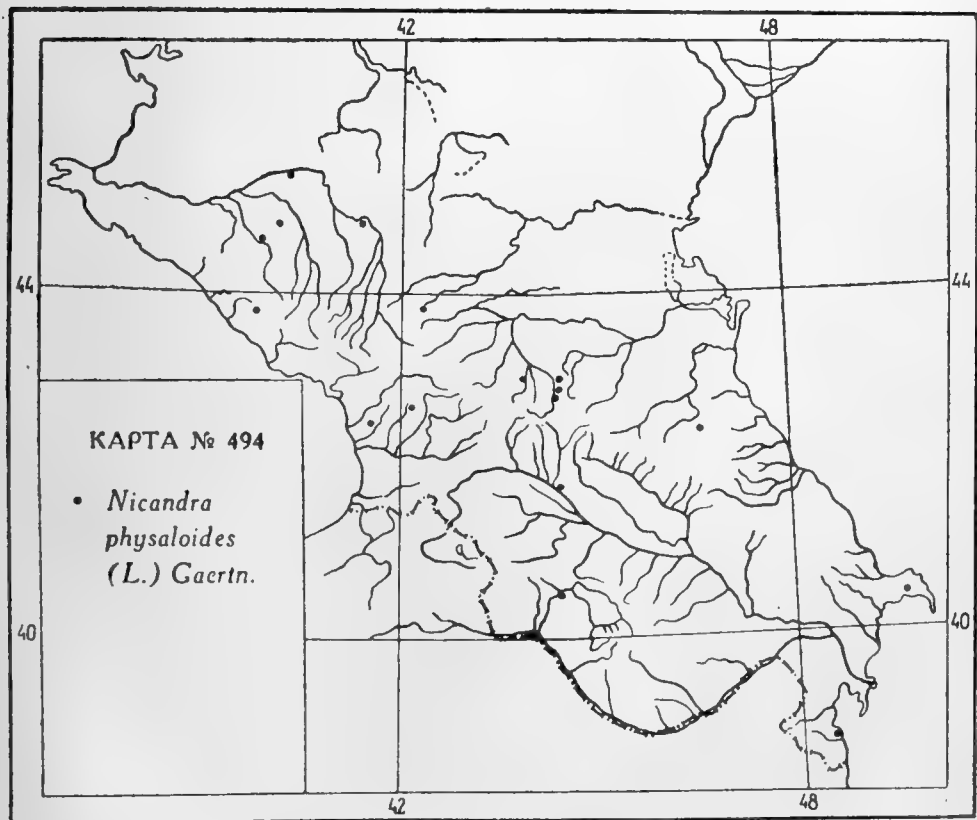 42 48
44 44
КАРТА № 494
• Nicandra
physaloides
(L.) Gaertn.
40 40
42 48